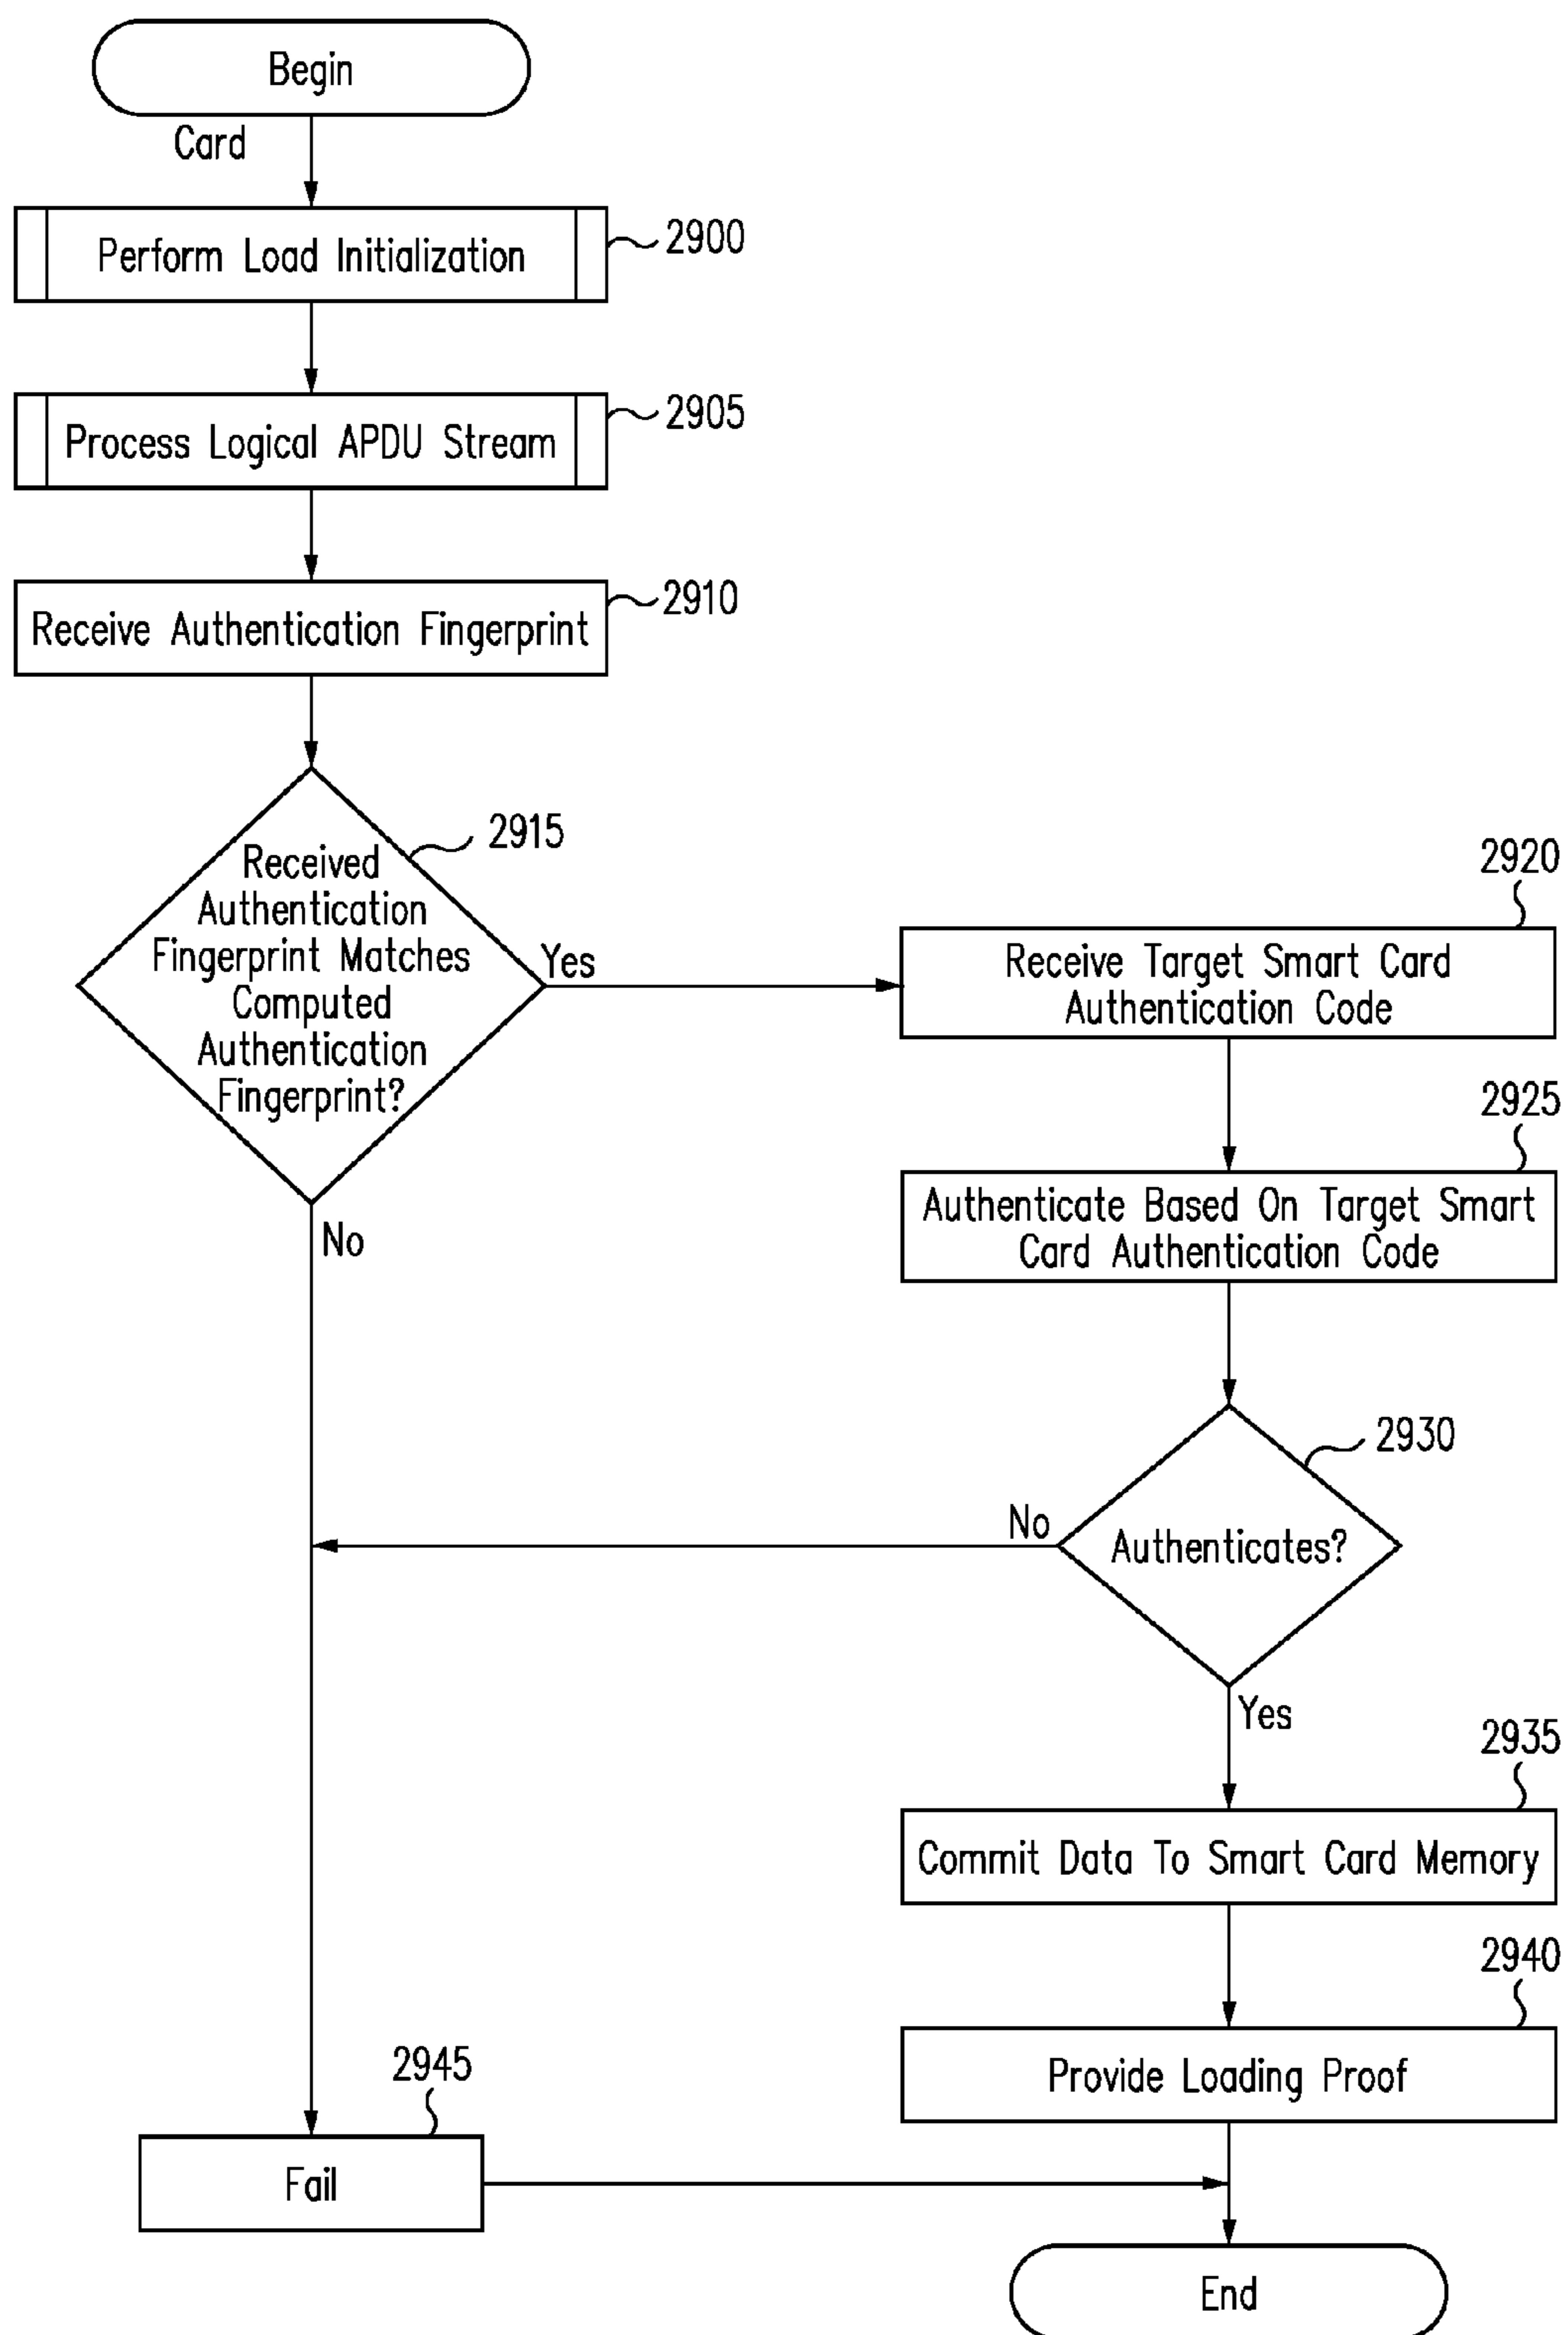 Begin
Card
Perform Load Initialization
2900
Process Logical APDU Stream
2905
Receive Authentication Fingerprint
2910
Received
Authentication
Fingerprint Matches
Computed
Authentication
Fingerprint?
2915
Yes
No
2920
Receive Target Smart Card
Authentication Code
2925
Authenticate Based On Target Smart
Card Authentication Code
2930
Authenticates?
No
Yes
2935
Commit Data To Smart Card Memory
2940
Provide Loading Proof
2945
Fail
End